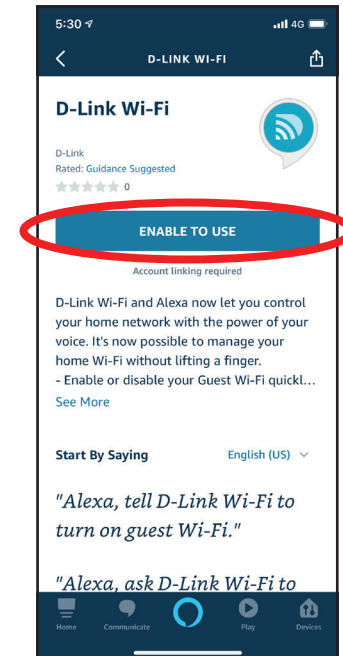 5:30 4G
D-LINK WI-FI
D-Link Wi-Fi
D-Link
Rated: Guidance Suggested
0
ENABLE TO USE
Account linking required
D-Link Wi-Fi and Alexa now let you control
your home network with the power of your
voice. It's now possible to manage your
home Wi-Fi without lifting a finger.
- Enable or disable your Guest Wi-Fi quickl...
See More
Start By Saying English (US)
"Alexa, tell D-Link Wi-Fi to
turn on guest Wi-Fi."
"Alexa, ask D-Link Wi-Fi to
Home Communicate Play Devices